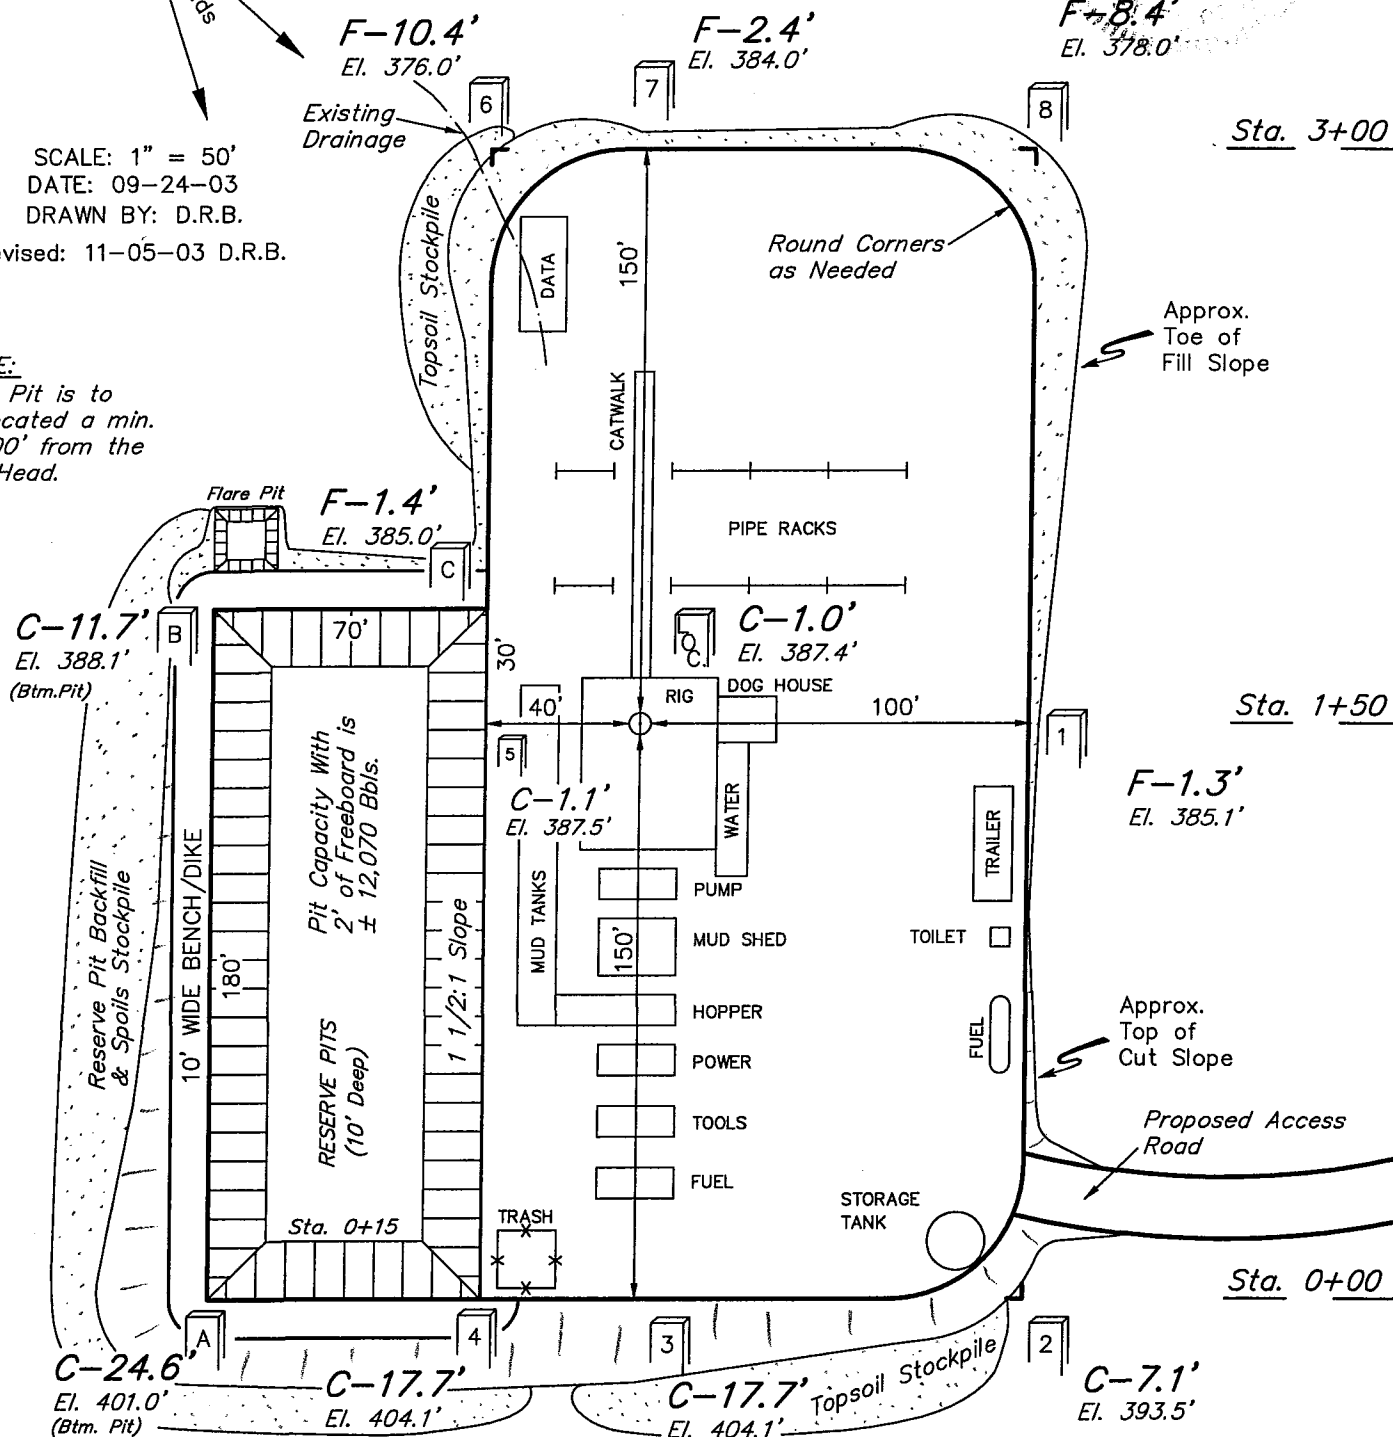 F-10.4'
El. 376.0'
F-2.4'
El. 384.0'
F-8.4'
El. 378.0'
6
7
8
Existing
Drainage
Sta. 3+00
SCALE: 1" = 50'
DATE: 09-24-03
DRAWN BY: D.R.B.
evised: 11-05-03 D.R.B.
Topsoil Stockpile
DATA
150'
Round Corners
as Needed
Approx.
Toe of
Fill Slope
E:
Pit is to
cated a min.
00' from the
Head.
CATWALK
Flare Pit
F-1.4'
El. 385.0'
C
PIPE RACKS
C-11.7'
El. 388.1'
(Btm.Pit)
B
70'
30'
C-1.0'
El. 387.4'
RIG
DOG HOUSE
40'
100'
Sta. 1+50
5
1
C-1.1'
El. 387.5'
F-1.3'
El. 385.1'
Pit Capacity With
2' of Freeboard is
± 12,070 Bbls.
WATER
TRAILER
10' WIDE BENCH/DIKE
Reserve Pit Backfill
& Spoils Stockpile
180'
1 1/2:1 Slope
MUD TANKS
PUMP
150'
MUD SHED
TOILET
HOPPER
FUEL
Approx.
Top of
Cut Slope
RESERVE PITS
(10' Deep)
POWER
TOOLS
FUEL
Proposed Access
Road
Sta. 0+15
TRASH
STORAGE
TANK
Sta. 0+00
A
4
3
2
C-24.6'
El. 401.0'
(Btm. Pit)
C-17.7'
El. 404.1'
C-17.7'
El. 404.1'
Topsoil Stockpile
C-7.1'
El. 393.5'